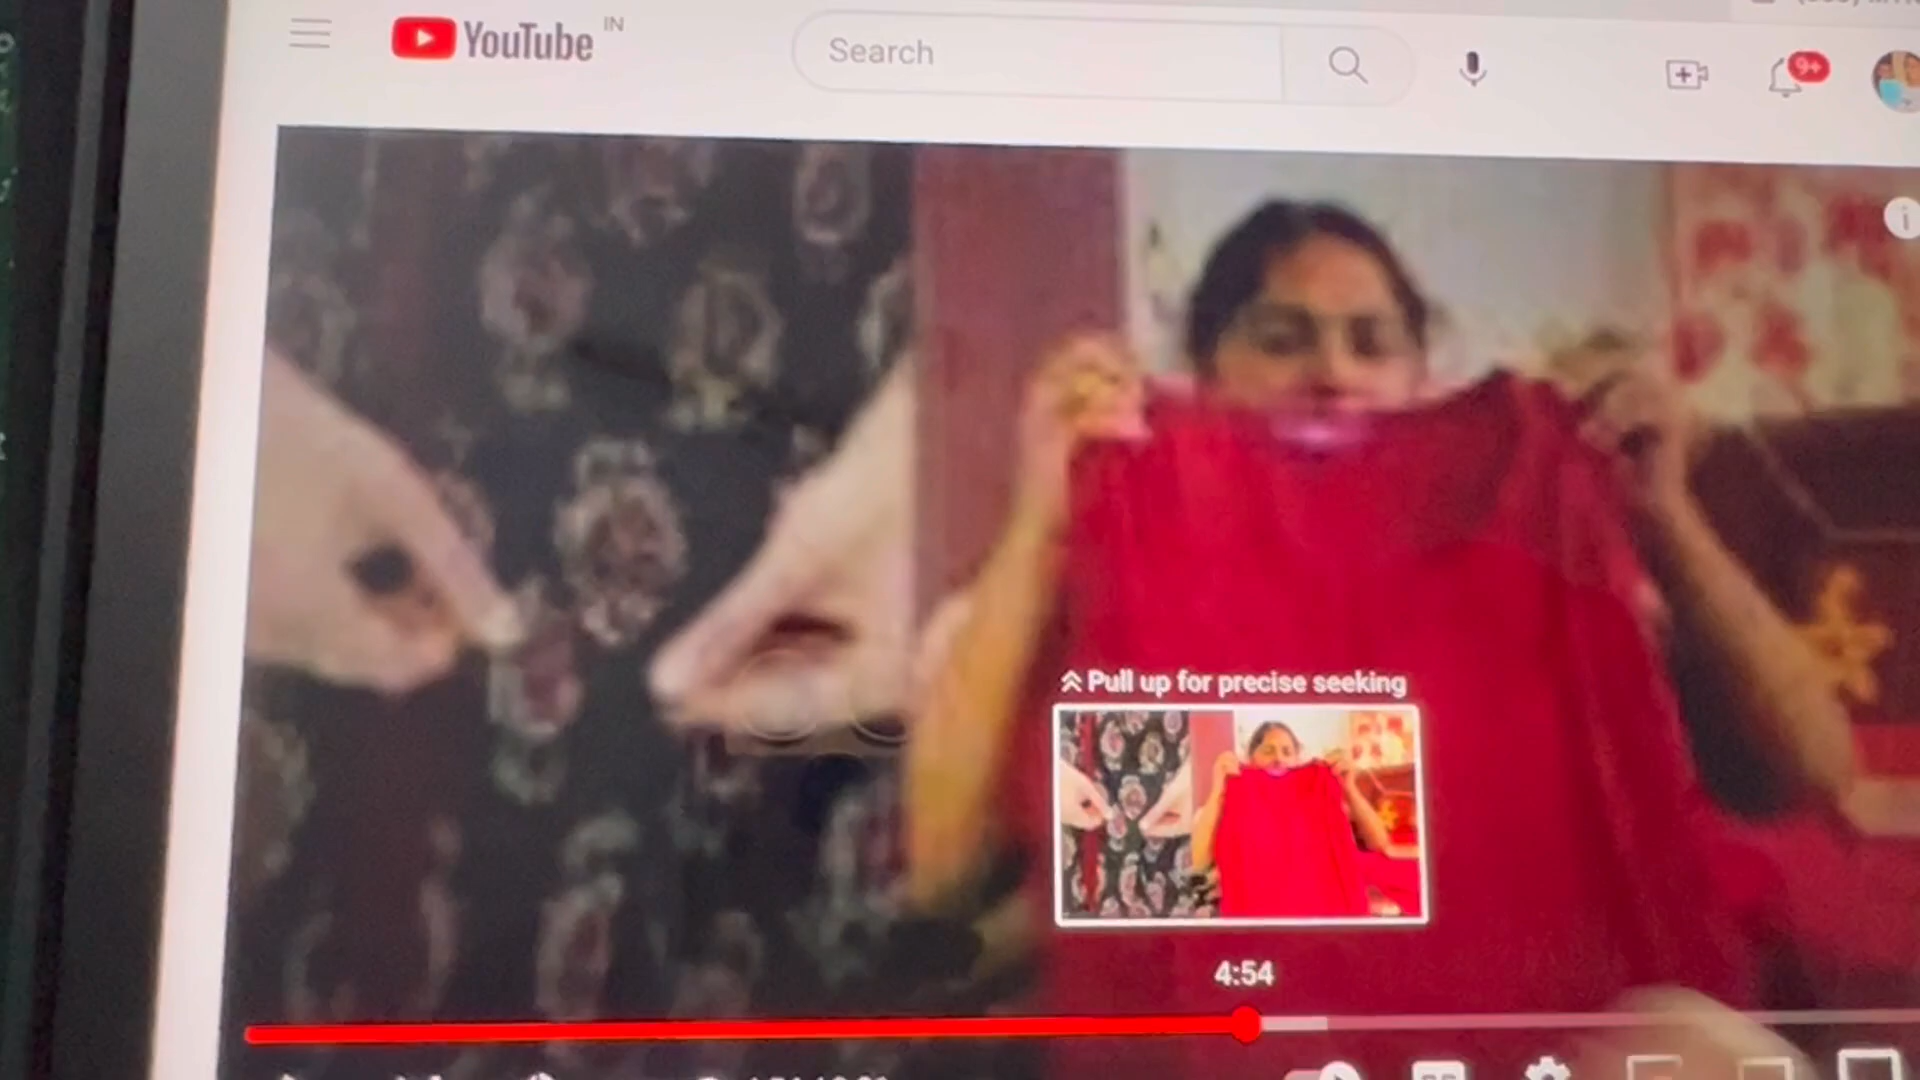 YouTube IN
Search
9+
Pull up for precise seeking
4:54